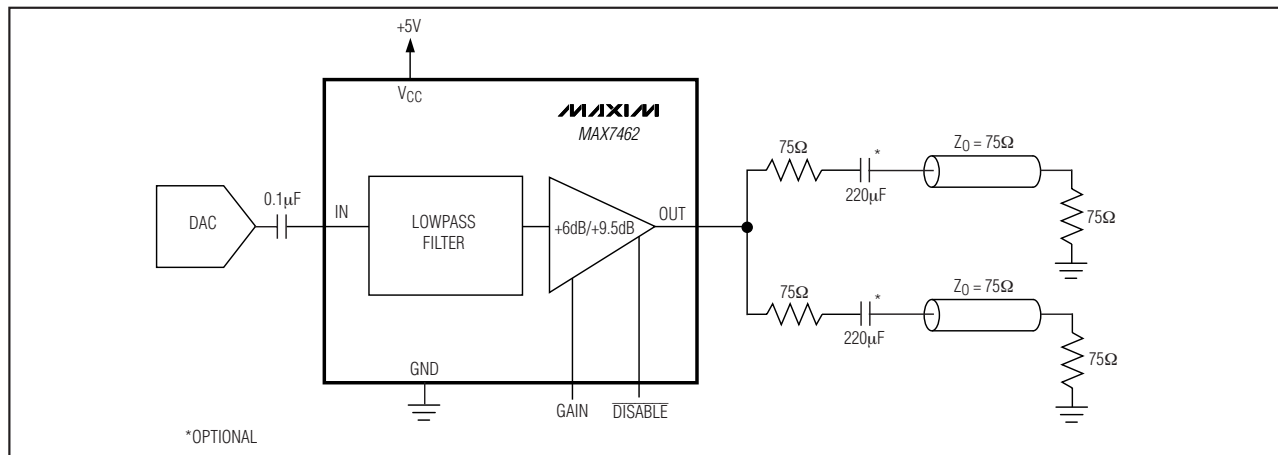 +5V
VCC
MAXIM
MAX7462
DAC
0.1µF
IN
LOWPASS
FILTER
+6dB/+9.5dB
OUT
GND
GAIN
DISABLE
75Ω
*
220µF
Z0 = 75Ω
75Ω
75Ω
*
220µF
Z0 = 75Ω
75Ω
*OPTIONAL